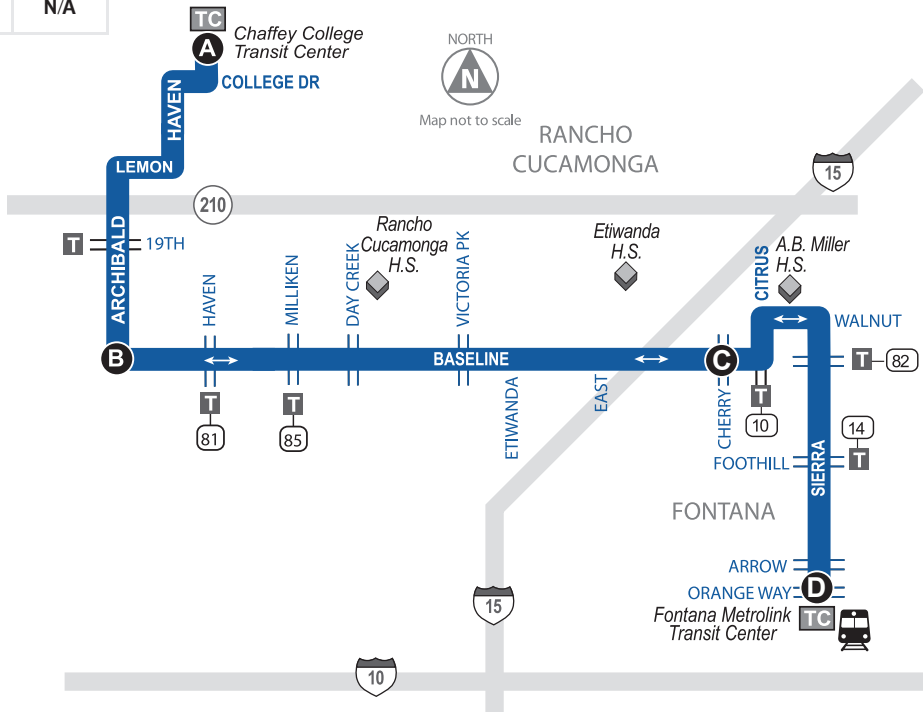 N/A
TC
A
Chaffey College
Transit Center
COLLEGE DR
HAVEN
LEMON
NORTH
N
Map not to scale
RANCHO
CUCAMONGA
15
210
ARCHIBALD
T
19TH
Rancho
Cucamonga
H.S.
Etiwanda
H.S.
A.B. Miller
H.S.
CITRUS
HAVEN
MILLIKEN
DAY CREEK
VICTORIA PK
WALNUT
B
BASELINE
C
T
82
T
81
T
85
ETIWANDA
EAST
CHERRY
T
10
14
T
FOOTHILL
SIERRA
FONTANA
ARROW
ORANGE WAY
D
Fontana Metrolink
Transit Center
TC
15
10